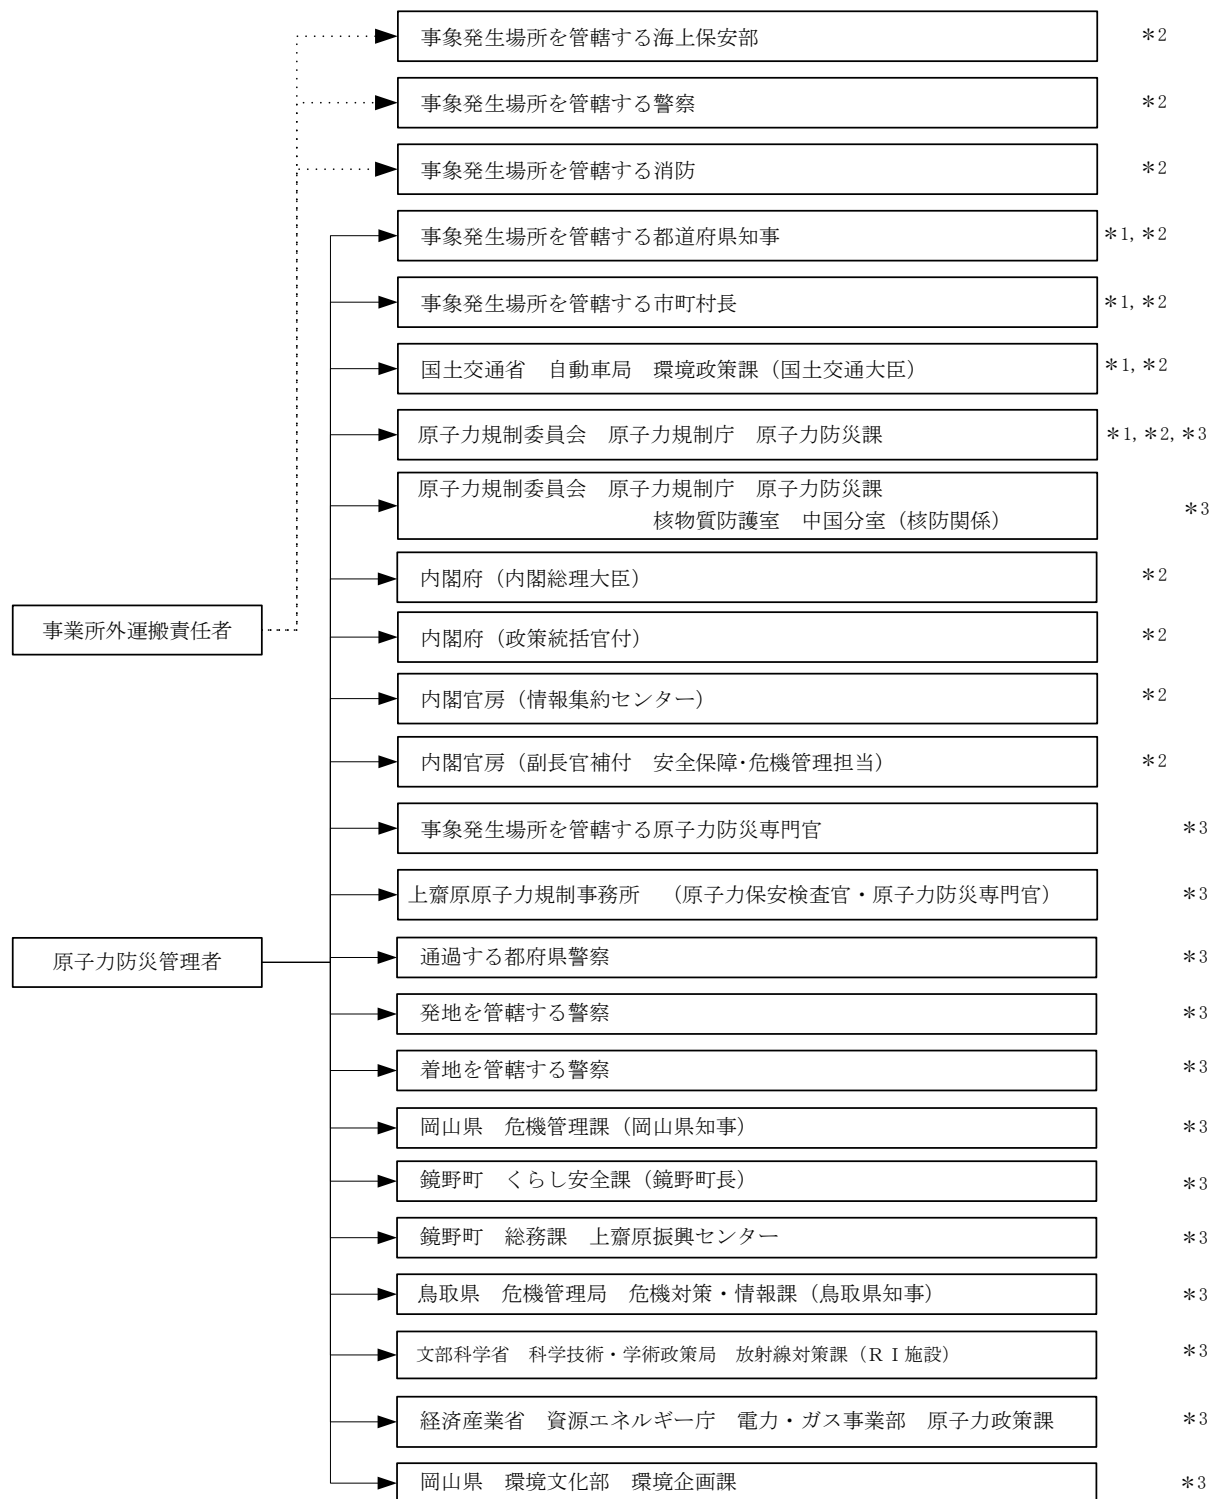 事象発生場所を管轄する海上保安部 *2
事象発生場所を管轄する警察 *2
事象発生場所を管轄する消防 *2
事象発生場所を管轄する都道府県知事 *1, *2
事象発生場所を管轄する市町村長 *1, *2
国土交通省　自動車局　環境政策課（国土交通大臣） *1, *2
原子力規制委員会　原子力規制庁　原子力防災課 *1, *2, *3
原子力規制委員会　原子力規制庁　原子力防災課
核物質防護室　中国分室（核防関係） *3
内閣府（内閣総理大臣） *2
事業所外運搬責任者
内閣府（政策統括官付） *2
内閣官房（情報集約センター） *2
内閣官房（副長官補付　安全保障・危機管理担当） *2
事象発生場所を管轄する原子力防災専門官 *3
上齋原原子力規制事務所　（原子力保安検査官・原子力防災専門官） *3
原子力防災管理者
通過する都府県警察 *3
発地を管轄する警察 *3
着地を管轄する警察 *3
岡山県　危機管理課（岡山県知事） *3
鏡野町　くらし安全課（鏡野町長） *3
鏡野町　総務課　上齋原振興センター *3
鳥取県　危機管理局　危機対策・情報課（鳥取県知事） *3
文部科学省　科学技術・学術政策局　放射線対策課（ＲＩ施設） *3
経済産業省　資源エネルギー庁　電力・ガス事業部　原子力政策課 *3
岡山県　環境文化部　環境企画課 *3